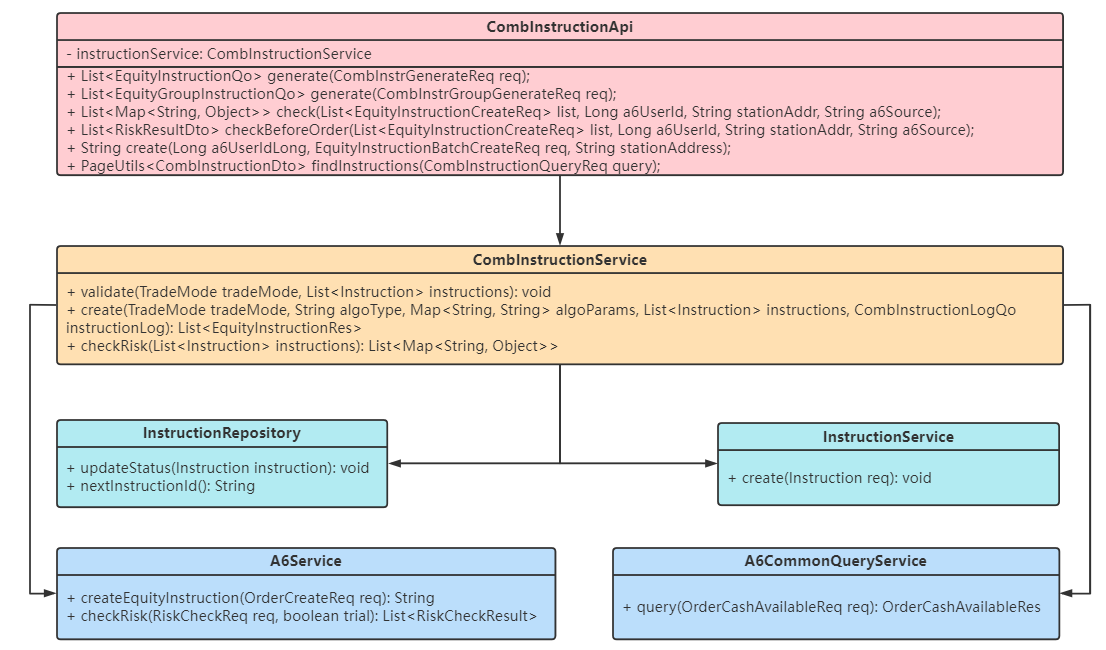 CombInstructionApi
- instructionService: CombInstructionService
+ List<EquityInstructionQo> generate(CombInstrGenerateReq req);
+ List<EquityGroupInstructionQo> generate(CombInstrGroupGenerateReq req);
+ List<Map<String, Object>> check(List<EquityInstructionCreateReq> list, Long a6UserId, String stationAddr, String a6Source);
+ List<RiskResultDto> checkBeforeOrder(List<EquityInstructionCreateReq> list, Long a6UserId, String stationAddr, String a6Source);
+ String create(Long a6UserIdLong, EquityInstructionBatchCreateReq req, String stationAddress);
+ PageUtils<CombInstructionDto> findInstructions(CombInstructionQueryReq query);
CombInstructionService
+ validate(TradeMode tradeMode, List<Instruction> instructions): void
+ create(TradeMode tradeMode, String algoType, Map<String, String> algoParams, List<Instruction> instructions, CombInstructionLogQo
instructionLog): List<EquityInstructionRes>
+ checkRisk(List<Instruction> instructions): List<Map<String, Object>>
InstructionRepository
+ updateStatus(Instruction instruction): void
+ nextInstructionId(): String
InstructionService
+ create(Instruction req): void
A6Service
+ createEquityInstruction(OrderCreateReq req): String
+ checkRisk(RiskCheckReq req, boolean trial): List<RiskCheckResult>
A6CommonQueryService
+ query(OrderCashAvailableReq req): OrderCashAvailableRes